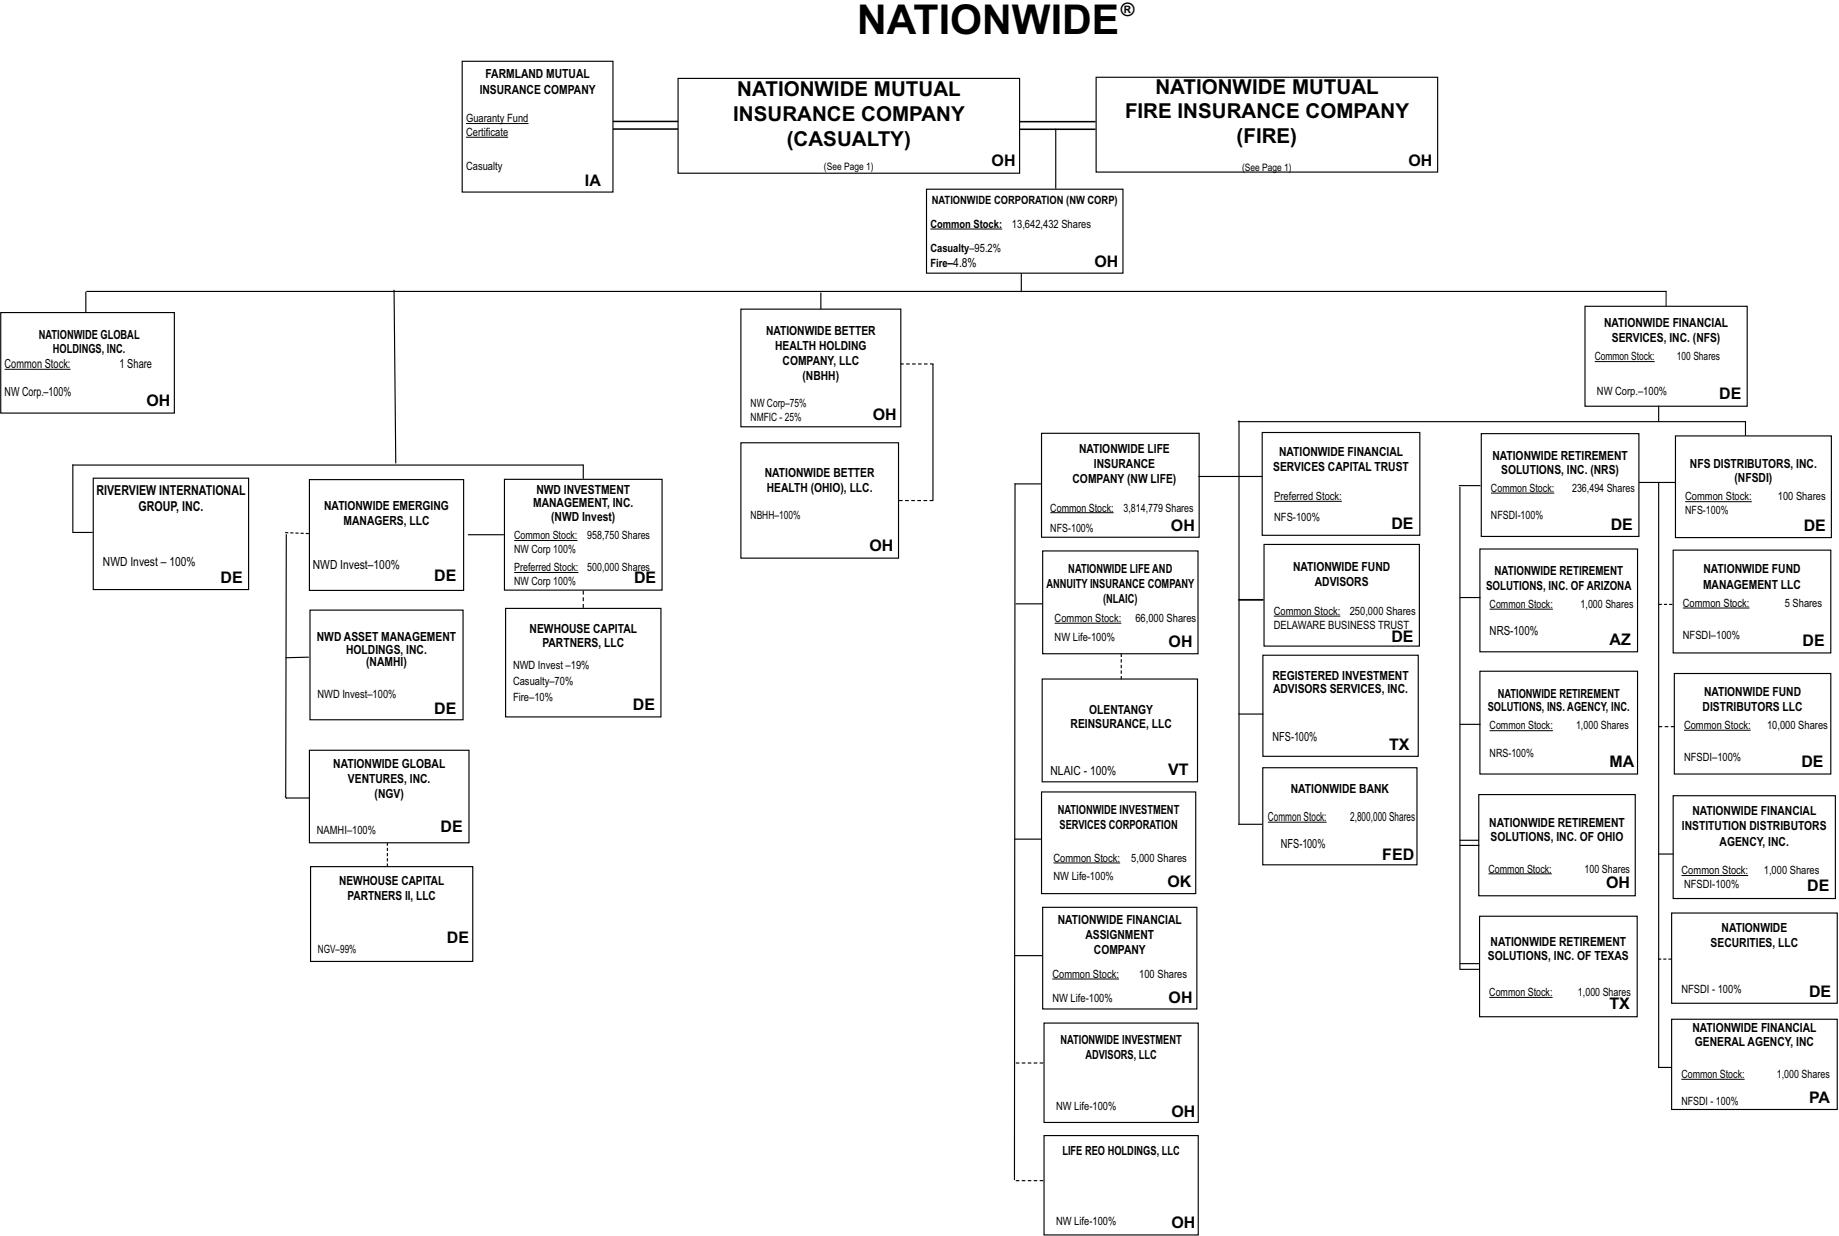 NATIONWIDE®
FARMLAND MUTUAL
INSURANCE COMPANY
Guaranty Fund
Certificate
Casualty
IA
NATIONWIDE MUTUAL
INSURANCE COMPANY
(CASUALTY)
(See Page 1)
OH
NATIONWIDE MUTUAL
FIRE INSURANCE COMPANY
(FIRE)
(See Page 1)
OH
NATIONWIDE CORPORATION (NW CORP)
Common Stock: 13,642,432 Shares
Casualty–95.2%
Fire–4.8%
OH
NATIONWIDE GLOBAL
HOLDINGS, INC.
Common Stock: 1 Share
NW Corp.–100%
OH
NATIONWIDE BETTER
HEALTH HOLDING
COMPANY, LLC
(NBHH)
NW Corp–75%
NMFIC - 25%
OH
NATIONWIDE BETTER
HEALTH (OHIO), LLC.
NBHH–100%
OH
NATIONWIDE FINANCIAL
SERVICES, INC. (NFS)
Common Stock: 100 Shares
NW Corp.–100%
DE
RIVERVIEW INTERNATIONAL
GROUP, INC.
NWD Invest – 100%
DE
NATIONWIDE EMERGING
MANAGERS, LLC
NWD Invest–100%
DE
NWD INVESTMENT
MANAGEMENT, INC.
(NWD Invest)
Common Stock: 958,750 Shares
NW Corp 100%
Preferred Stock: 500,000 Shares
NW Corp 100%
DE
NWD ASSET MANAGEMENT
HOLDINGS, INC.
(NAMHI)
NWD Invest–100%
DE
NEWHOUSE CAPITAL
PARTNERS, LLC
NWD Invest –19%
Casualty–70%
Fire–10%
DE
NATIONWIDE GLOBAL
VENTURES, INC.
(NGV)
NAMHI–100%
DE
NEWHOUSE CAPITAL
PARTNERS II, LLC
NGV–99%
DE
NATIONWIDE LIFE
INSURANCE
COMPANY (NW LIFE)
Common Stock: 3,814,779 Shares
NFS-100%
OH
NATIONWIDE LIFE AND
ANNUITY INSURANCE COMPANY
(NLAIC)
Common Stock: 66,000 Shares
NW Life-100%
OH
OLENTANGY
REINSURANCE, LLC
NLAIC - 100%
VT
NATIONWIDE INVESTMENT
SERVICES CORPORATION
Common Stock: 5,000 Shares
NW Life-100%
OK
NATIONWIDE FINANCIAL
ASSIGNMENT
COMPANY
Common Stock: 100 Shares
NW Life-100%
OH
NATIONWIDE INVESTMENT
ADVISORS, LLC
NW Life-100%
OH
LIFE REO HOLDINGS, LLC
NW Life-100%
OH
NATIONWIDE FINANCIAL
SERVICES CAPITAL TRUST
Preferred Stock:
NFS-100%
DE
NATIONWIDE FUND
ADVISORS
Common Stock: 250,000 Shares
DELAWARE BUSINESS TRUST
DE
REGISTERED INVESTMENT
ADVISORS SERVICES, INC.
NFS-100%
TX
NATIONWIDE BANK
Common Stock: 2,800,000 Shares
NFS-100%
FED
NATIONWIDE RETIREMENT
SOLUTIONS, INC. (NRS)
Common Stock: 236,494 Shares
NFSDI-100%
DE
NATIONWIDE RETIREMENT
SOLUTIONS, INC. OF ARIZONA
Common Stock: 1,000 Shares
NRS-100%
AZ
NATIONWIDE RETIREMENT
SOLUTIONS, INS. AGENCY, INC.
Common Stock: 1,000 Shares
NRS-100%
MA
NATIONWIDE RETIREMENT
SOLUTIONS, INC. OF OHIO
Common Stock: 100 Shares
OH
NATIONWIDE RETIREMENT
SOLUTIONS, INC. OF TEXAS
Common Stock: 1,000 Shares
TX
NFS DISTRIBUTORS, INC.
(NFSDI)
Common Stock: 100 Shares
NFS-100%
DE
NATIONWIDE FUND
MANAGEMENT LLC
Common Stock: 5 Shares
NFSDI–100%
DE
NATIONWIDE FUND
DISTRIBUTORS LLC
Common Stock: 10,000 Shares
NFSDI–100%
DE
NATIONWIDE FINANCIAL
INSTITUTION DISTRIBUTORS
AGENCY, INC.
Common Stock: 1,000 Shares
NFSDI-100%
DE
NATIONWIDE
SECURITIES, LLC
NFSDI - 100%
DE
NATIONWIDE FINANCIAL
GENERAL AGENCY, INC
Common Stock: 1,000 Shares
NFSDI - 100%
PA